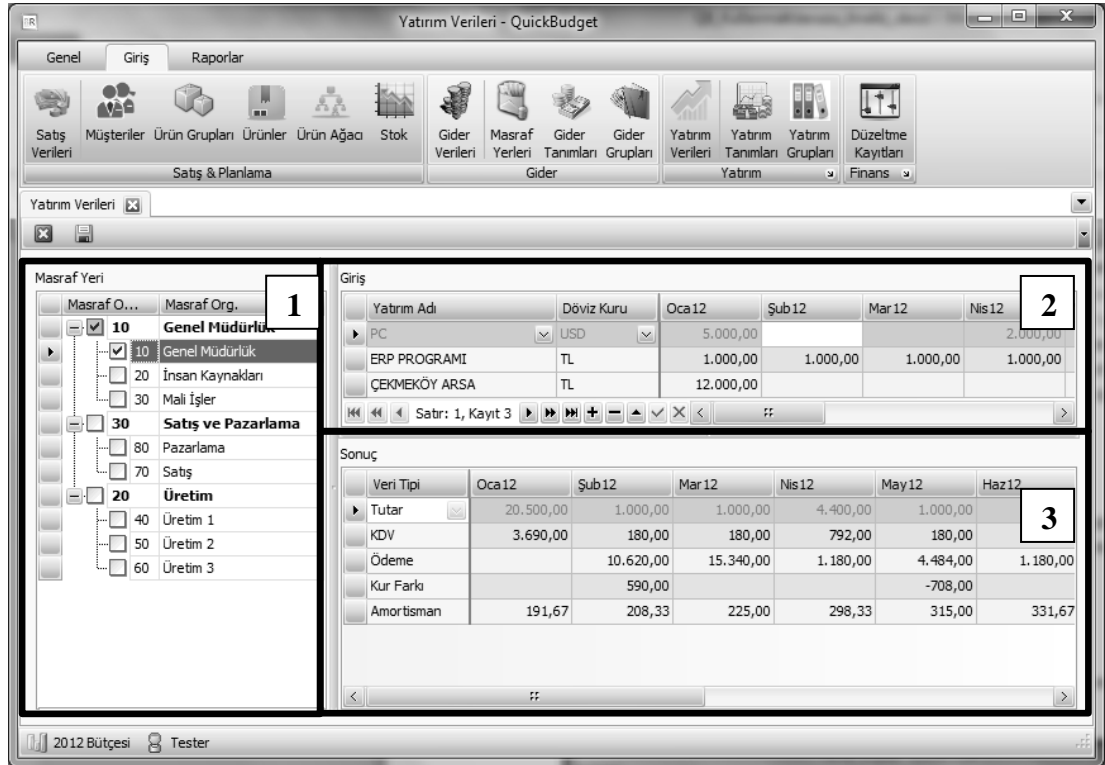 Yatırım Verileri - QuickBudget
Genel Giriş Raporlar
Satış Verileri Müşteriler Ürün Grupları Ürünler Ürün Ağacı Stok Gider Verileri Masraf Yerleri Gider Tanımları Gider Grupları Yatırım Verileri Yatırım Tanımları Yatırım Grupları Düzeltme Kayıtları
Satış & Planlama Gider Yatırım Finans
Yatırım Verileri
Masraf Yeri
1
Masraf O... Masraf Org.
10 Genel Müdürlük
10 Genel Müdürlük
20 İnsan Kaynakları
30 Mali İşler
30 Satış ve Pazarlama
80 Pazarlama
70 Satış
20 Üretim
40 Üretim 1
50 Üretim 2
60 Üretim 3
Giriş
2
Yatırım Adı Döviz Kuru Oca12 Şub12 Mar12 Nis12
PC USD 5.000,00 2.000,00
ERP PROGRAMI TL 1.000,00 1.000,00 1.000,00 1.000,00
ÇEKMEKÖY ARSA TL 12.000,00
Satır: 1, Kayıt 3
Sonuç
3
Veri Tipi Oca12 Şub12 Mar12 Nis12 May12 Haz12
Tutar 20.500,00 1.000,00 1.000,00 4.400,00 1.000,00
KDV 3.690,00 180,00 180,00 792,00 180,00
Ödeme 10.620,00 15.340,00 1.180,00 4.484,00 1.180,00
Kur Farkı 590,00 -708,00
Amortisman 191,67 208,33 225,00 298,33 315,00 331,67
2012 Bütçesi Tester